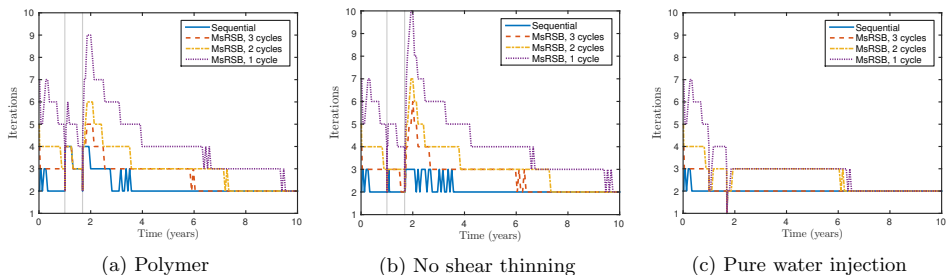 Sequential
MsRSB, 3 cycles
MsRSB, 2 cycles
MsRSB, 1 cycle
Iterations
10
9
8
7
6
5
4
3
2
1
0 2 4 6 8 10
Time (years)
(a) Polymer
Sequential
MsRSB, 3 cycles
MsRSB, 2 cycles
MsRSB, 1 cycle
Iterations
10
9
8
7
6
5
4
3
2
1
0 2 4 6 8 10
Time (years)
(b) No shear thinning
Sequential
MsRSB, 3 cycles
MsRSB, 2 cycles
MsRSB, 1 cycle
Iterations
10
9
8
7
6
5
4
3
2
1
0 2 4 6 8 10
Time (years)
(c) Pure water injection